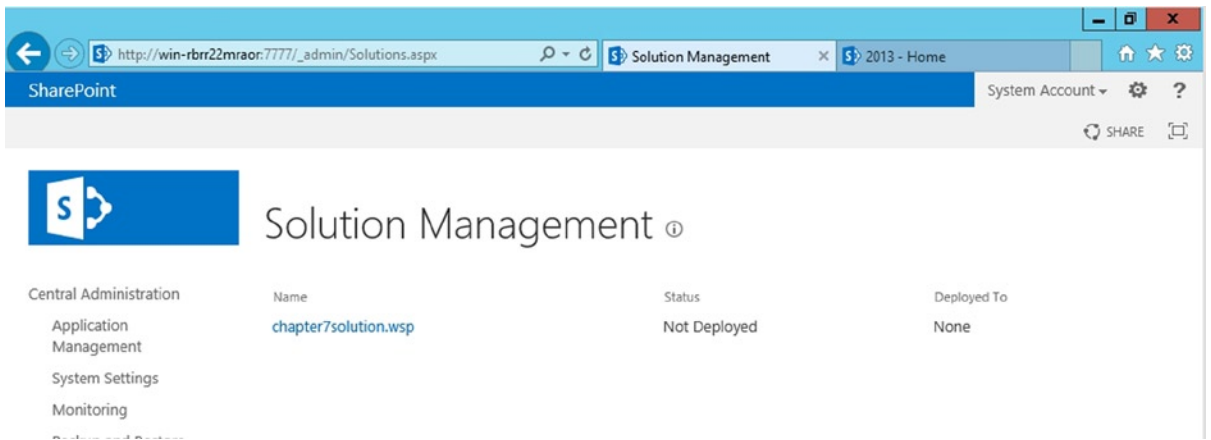 http://win-rbrr22mraor:7777/_admin/Solutions.aspx
Solution Management
2013 - Home
SharePoint
System Account
?
SHARE
S
Solution Management
Central Administration
Name
Status
Deployed To
Application
Management
chapter7solution.wsp
Not Deployed
None
System Settings
Monitoring